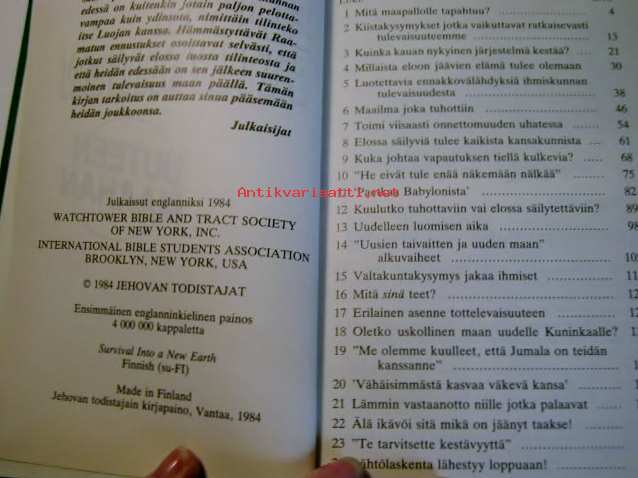 edessä on kuitenkin jotain paljon pelotta-
vampaa kuin ydinsota, nimittäin tilinteko
itse Luojan kanssa. Hämmästyttävät Raa-
matun ennustukset osoittavat selvästi, että
jotkut säilyvät elossa tuosta tilinteosta ja
että heidän edessään on sen jälkeen suuren-
moinen tulevaisuus maan päällä. Tämän
kirjan tarkoitus on auttaa sinua pääsemään
heidän joukkoonsa.
Julkaisijat
Julkaissut englanniksi 1984
WATCHTOWER BIBLE AND TRACT SOCIETY
OF NEW YORK, INC.
INTERNATIONAL BIBLE STUDENTS ASSOCIATION
BROOKLYN, NEW YORK, USA
© 1984 JEHOVAN TODISTAJAT
Ensimmäinen englanninkielinen painos
4 000 000 kappaletta
Survival Into a New Earth
Finnish (su-FI)
Made in Finland
Jehovan todistajain kirjapaino, Vantaa, 1984
1 Mitä maapallolle tapahtuu? 4
2 Kiistakysymykset jotka vaikuttavat ratkaisevasti
tulevaisuuteemme 13
3 Kuinka kauan nykyinen järjestelmä kestää? 21
4 Millaista eloon jäävien elämä tulee olemaan 30
5 Luotettavia ennakkovälähdyksiä ihmiskunnan
tulevaisuudesta 38
6 Maailma joka tuhottiin 46
7 Toimi viisaasti onnettomuuden uhatessa 54
8 Elossa säilyviä tulee kaikista kansakunnista 61
9 Kuka johtaa vapautuksen tiellä kulkevia? 68
10 "He eivät tule enää näkemään nälkää" 75
11 'Paetkaa Babylonista' 82
12 Kuulutko tuhottaviin vai elossa säilytettäviin? 9
13 Uudelleen luomisen aika 98
14 "Uusien taivaitten ja uuden maan"
alkuvaiheet 10
15 Valtakuntakysymys jakaa ihmiset
16 Mitä sinä teet?
17 Erilainen asenne tottelevaisuuteen
18 Oletko uskollinen maan uudelle Kuninkaalle?
19 "Me olemme kuulleet, että Jumala on teidän
kanssanne"
20 'Vähäisimmästä kasvaa väkevä kansa'
21 Lämmin vastaanotto niille jotka palaavat
22 Älä ikävöi sitä mikä on jäänyt taakse!
23 "Te tarvitsette kestävyyttä"
lähtölaskenta lähestyy loppuaan!
Antikvariaatti.net